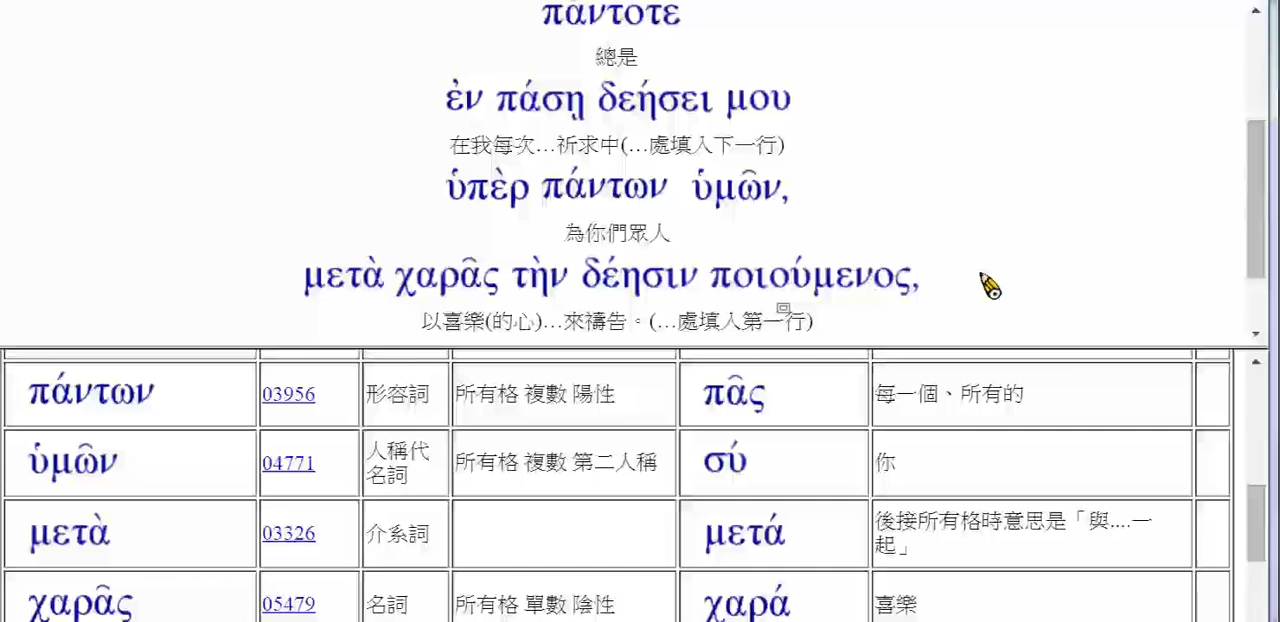 πάντοτε
總是
ἐν πάσῃ δεήσει μου
在我每次…祈求中(…處填入下一行)
ὑπὲρ πάντων ὑμῶν,
為你們眾人
μετὰ χαρᾶς τὴν δέησιν ποιούμενος,
以喜樂(的心)…來禱告。(…處填入第一行)
πάντων 03956 形容詞 所有格 複數 陽性 πᾶς 每一個、所有的
ὑμῶν 04771 人稱代名詞 所有格 複數 第二人稱 σύ 你
μετὰ 03326 介系詞 μετά 後接所有格時意思是「與....一起」
χαρᾶς 05479 名詞 所有格 單數 陰性 χαρά 喜樂